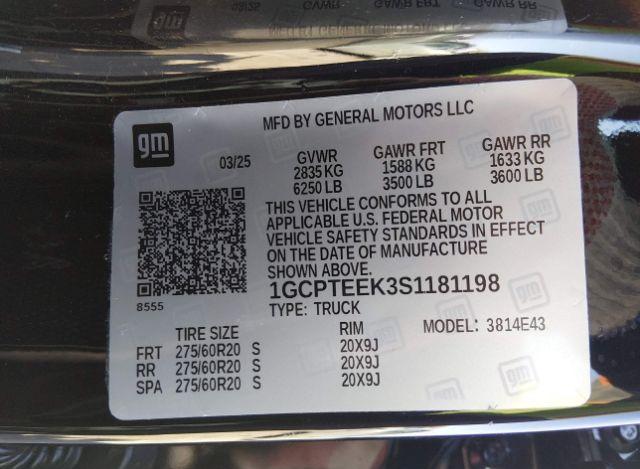 gm
MFD BY GENERAL MOTORS LLC
03/25
GVWR GAWR FRT GAWR RR
2835 KG 1588 KG 1633 KG
6250 LB 3500 LB 3600 LB
THIS VEHICLE CONFORMS TO ALL
APPLICABLE U.S. FEDERAL MOTOR
VEHICLE SAFETY STANDARDS IN EFFECT
ON THE DATE OF MANUFACTURE
SHOWN ABOVE.
8555
1GCPTEEK3S1181198
TYPE: TRUCK MODEL: 3814E43
TIRE SIZE RIM
FRT 275/60R20 S 20X9J
RR 275/60R20 S 20X9J
SPA 275/60R20 S 20X9J